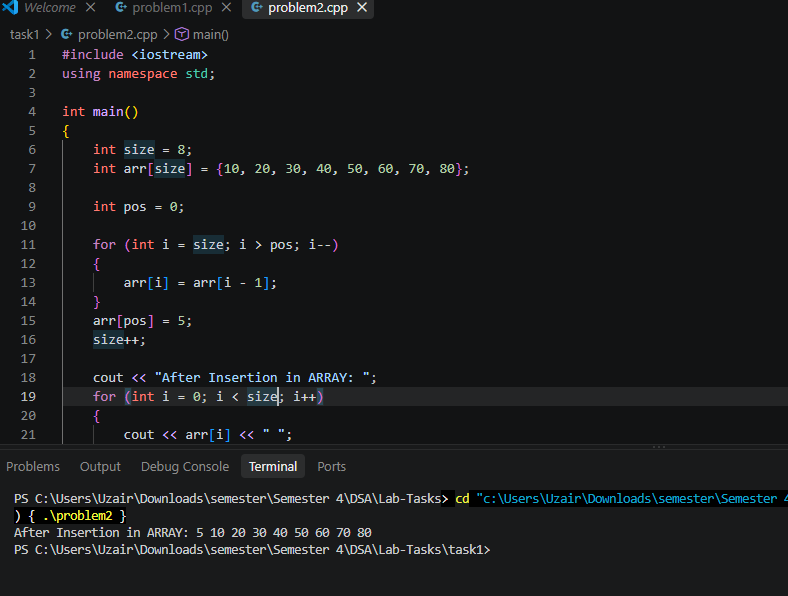 Welcome problem1.cpp problem2.cpp
task1 > problem2.cpp > main()
1 #include <iostream>
2 using namespace std;
3
4 int main()
5 {
6 int size = 8;
7 int arr[size] = {10, 20, 30, 40, 50, 60, 70, 80};
8
9 int pos = 0;
10
11 for (int i = size; i > pos; i--)
12 {
13 arr[i] = arr[i - 1];
14 }
15 arr[pos] = 5;
16 size++;
17
18 cout << "After Insertion in ARRAY: ";
19 for (int i = 0; i < size; i++)
20 {
21 cout << arr[i] << " ";
Problems Output Debug Console Terminal Ports
PS C:\Users\Uzair\Downloads\semester\Semester 4\DSA\Lab-Tasks> cd "c:\Users\Uzair\Downloads\semester\Semester 4
) { .\problem2 }
After Insertion in ARRAY: 5 10 20 30 40 50 60 70 80
PS C:\Users\Uzair\Downloads\semester\Semester 4\DSA\Lab-Tasks\task1>